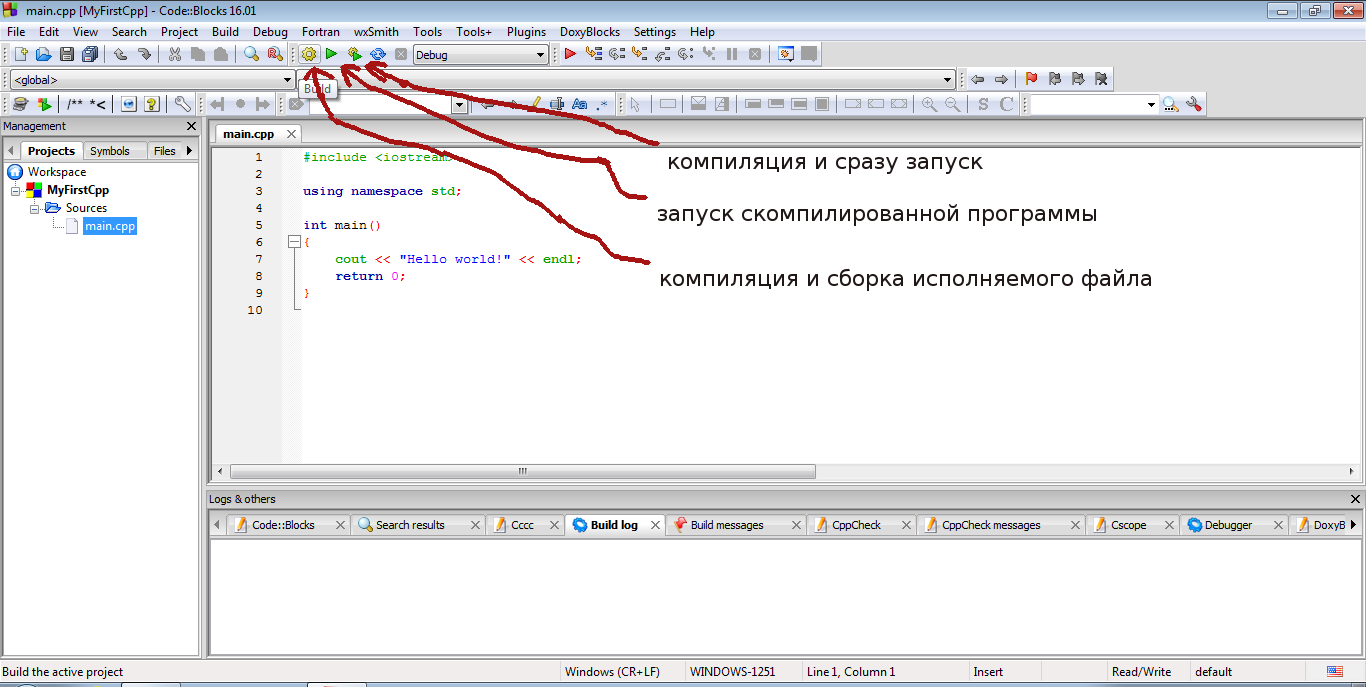 main.cpp [MyFirstCpp] - Code::Blocks 16.01
File Edit View Search Project Build Debug Fortran wxSmith Tools Tools+ Plugins DoxyBlocks Settings Help
Debug
<global>
Build
/** *<
Aa .*
S C
Management
main.cpp
Projects Symbols Files
Workspace
MyFirstCpp
Sources
main.cpp
1 #include <iostream>
2
3 using namespace std;
4
5 int main()
6 {
7 cout << "Hello world!" << endl;
8 return 0;
9 }
10
компиляция и сразу запуск
запуск скомпилированной программы
компиляция и сборка исполняемого файла
Logs & others
Code::Blocks Search results Cccc Build log Build messages CppCheck CppCheck messages Cscope Debugger DoxyB
Build the active project Windows (CR+LF) WINDOWS-1251 Line 1, Column 1 Insert Read/Write default